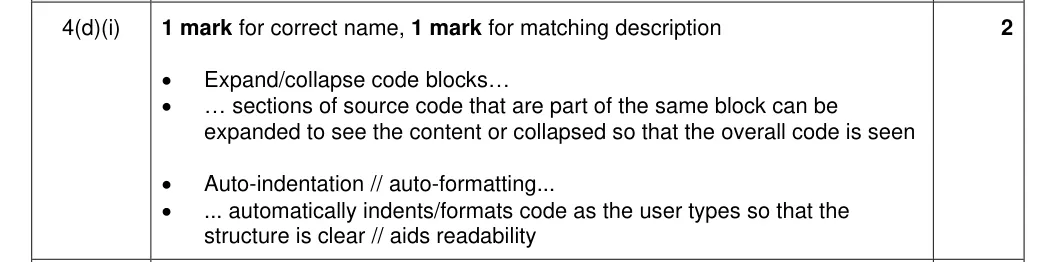 4(d)(i) 1 mark for correct name, 1 mark for matching description 2
• Expand/collapse code blocks…
• … sections of source code that are part of the same block can be
expanded to see the content or collapsed so that the overall code is seen
• Auto-indentation // auto-formatting...
• ... automatically indents/formats code as the user types so that the
structure is clear // aids readability